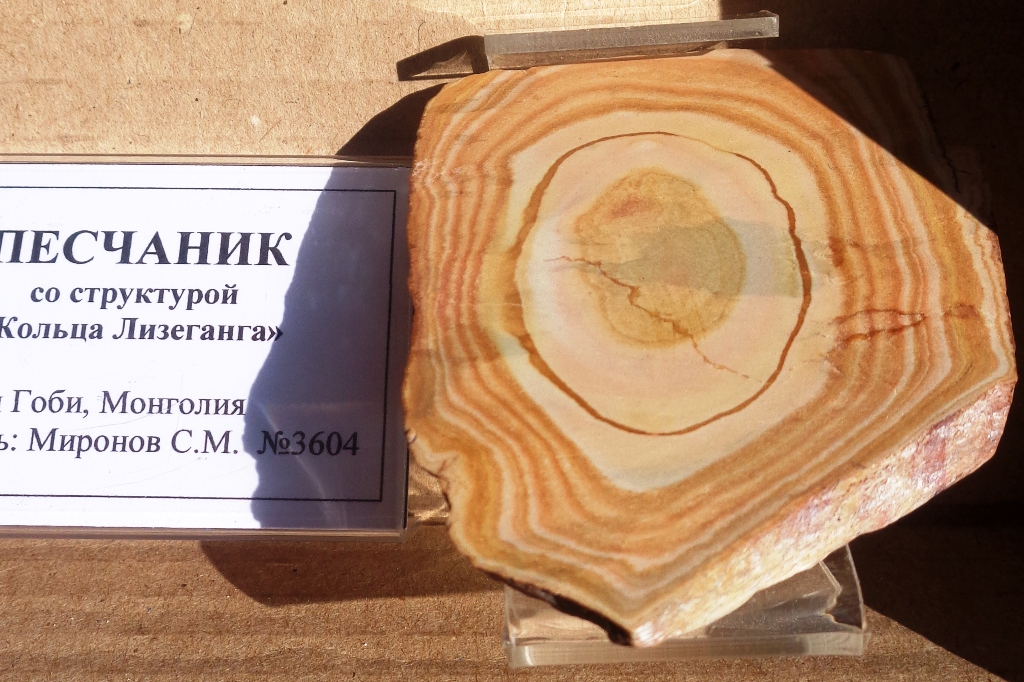 ПЕСЧАНИК
со структурой
Кольца Лизеганга»
Гоби, Монголия
Миронов С.М. №3604